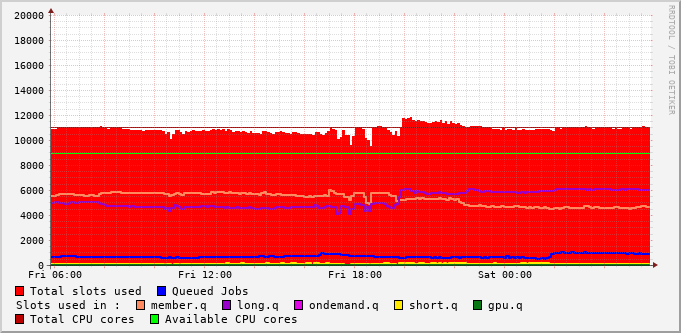 20000
18000
16000
14000
12000
10000
8000
6000
4000
2000
0
Fri 06:00 Fri 12:00 Fri 18:00 Sat 00:00
RRDTOOL / TOBI OETIKER
Total slots used Queued Jobs
Slots used in : member.q long.q ondemand.q short.q gpu.q
Total CPU cores Available CPU cores